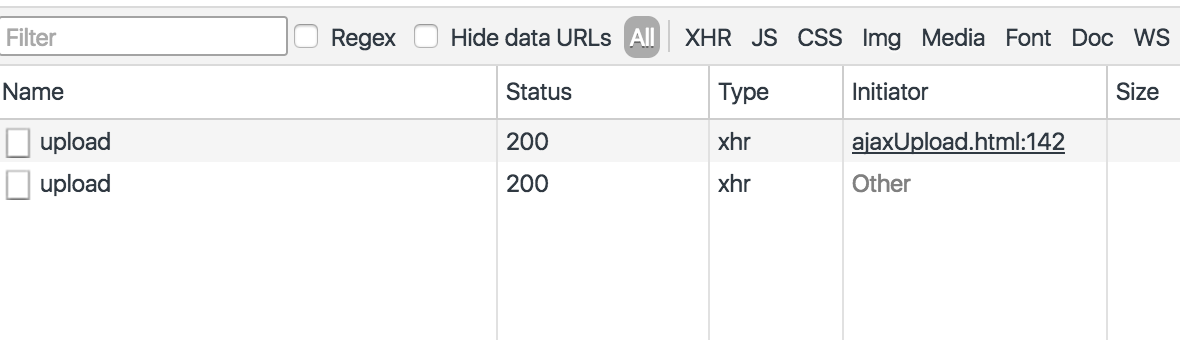 Filter Regex Hide data URLs All XHR JS CSS Img Media Font Doc WS
Name Status Type Initiator Size
upload 200 xhr ajaxUpload.html:142
upload 200 xhr Other